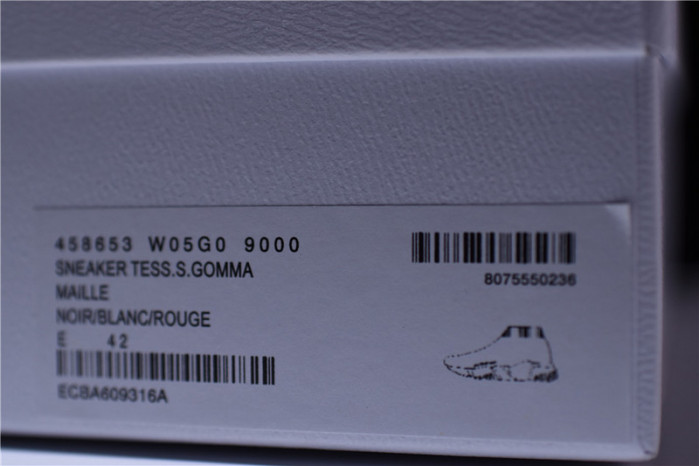 458653 W05G0 9000
SNEAKER TESS.S.GOMMA
MAILLE
NOIR/BLANC/ROUGE
E 42
ECBA609316A
8075550236